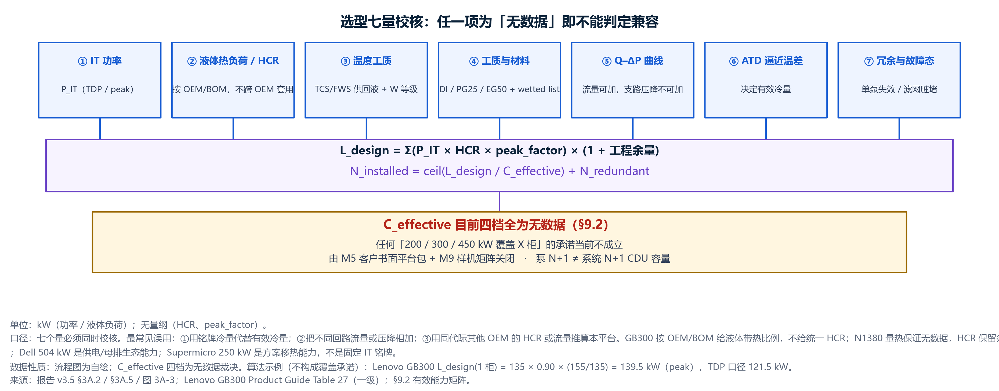 选型七量校核：任一项为「无数据」即不能判定兼容
① IT 功率
P_IT（TDP / peak）
② 液体热负荷 / HCR
按 OEM/BOM，不跨 OEM 套用
③ 温度工质
TCS/FWS 供回液 + W 等级
④ 工质与材料
DI / PG25 / EG50 + wetted list
⑤ Q–ΔP 曲线
流量可加，支路压降不可加
⑥ ATD 逼近温差
决定有效冷量
⑦ 冗余与故障态
单泵失效 / 滤网脏堵
L_design = Σ(P_IT × HCR × peak_factor) × (1 + 工程余量)
N_installed = ceil(L_design / C_effective) + N_redundant
C_effective 目前四档全为无数据（§9.2）
任何「200 / 300 / 450 kW 覆盖 X 柜」的承诺当前不成立
由 M5 客户书面平台包 + M9 样机矩阵关闭 · 泵 N+1 ≠ 系统 N+1 CDU 容量
单位：kW（功率 / 液体负荷）；无量纲（HCR、peak_factor）。
口径：七个量必须同时校核。最常见误用：①用铭牌冷量代替有效冷量；②把不同回路流量或压降相加；③用同代际其他 OEM 的 HCR 或流量推算本平台。GB300 按 OEM/BOM 给液体带热比例，不给统一 HCR；N1380 量热保证无数据，HCR 保留
；Dell 504 kW 是供电/母排生态能力；Supermicro 250 kW 是方案移热能力，不是固定 IT 铭牌。
数据性质：流程图为自绘；C_effective 四档为无数据裁决。算法示例（不构成覆盖承诺）：Lenovo GB300 L_design(1 柜) = 135 × 0.90 × (155/135) = 139.5 kW（peak），TDP 口径 121.5 kW。
来源：报告 v3.5 §3A.2 / §3A.5 / 图 3A-3；Lenovo GB300 Product Guide Table 27（一级）；§9.2 有效能力矩阵。